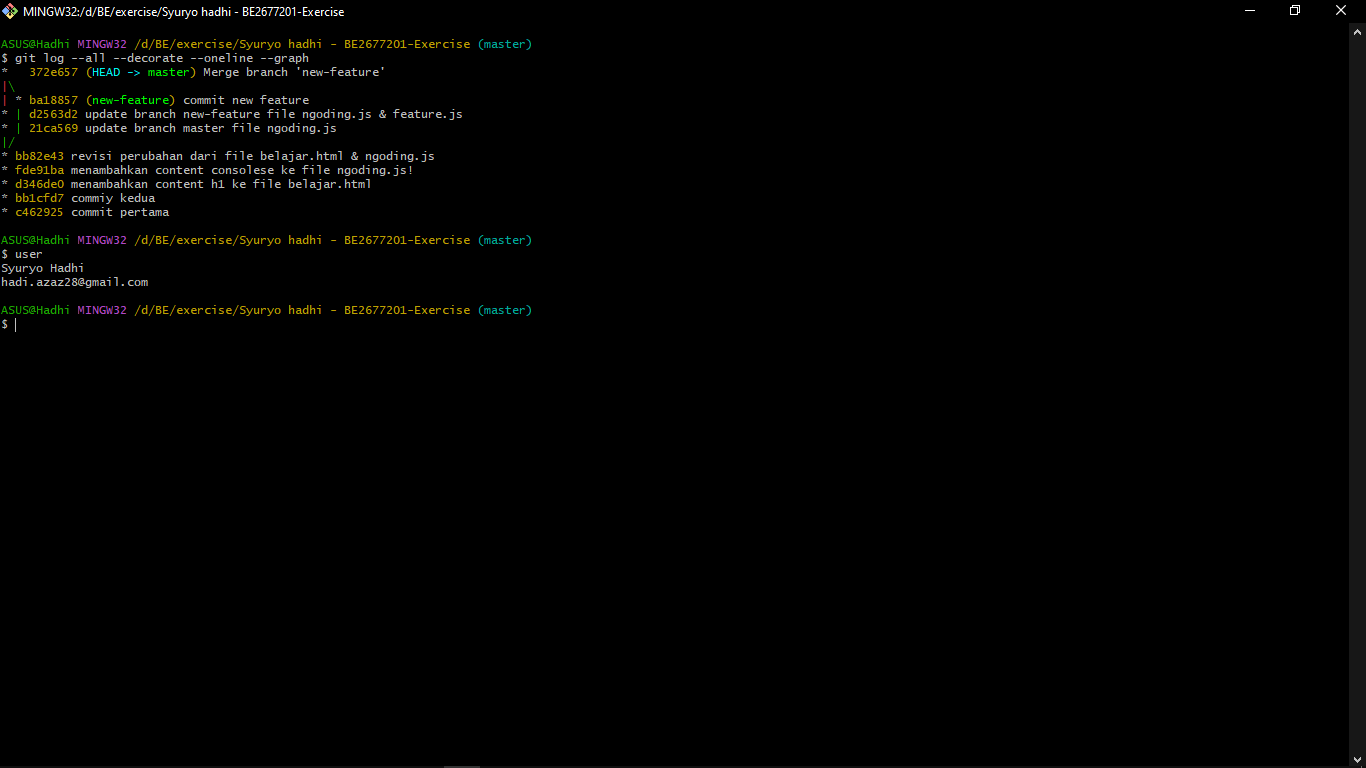 MINGW32:/d/BE/exercise/Syuryo hadhi - BE2677201-Exercise
ASUS@Hadhi MINGW32 /d/BE/exercise/Syuryo hadhi - BE2677201-Exercise (master)
$ git log --all --decorate --oneline --graph
*   372e657 (HEAD -> master) Merge branch 'new-feature'
|\
| * ba18857 (new-feature) commit new feature
* | d2563d2 update branch new-feature file ngoding.js & feature.js
* | 21ca569 update branch master file ngoding.js
|/
* bb82e43 revisi perubahan dari file belajar.html & ngoding.js
* fde91ba menambahkan content consolese ke file ngoding.js!
* d346de0 menambahkan content h1 ke file belajar.html
* bb1cfd7 commiy kedua
* c462925 commit pertama
ASUS@Hadhi MINGW32 /d/BE/exercise/Syuryo hadhi - BE2677201-Exercise (master)
$ user
Syuryo Hadhi
hadi.azaz28@gmail.com
ASUS@Hadhi MINGW32 /d/BE/exercise/Syuryo hadhi - BE2677201-Exercise (master)
$